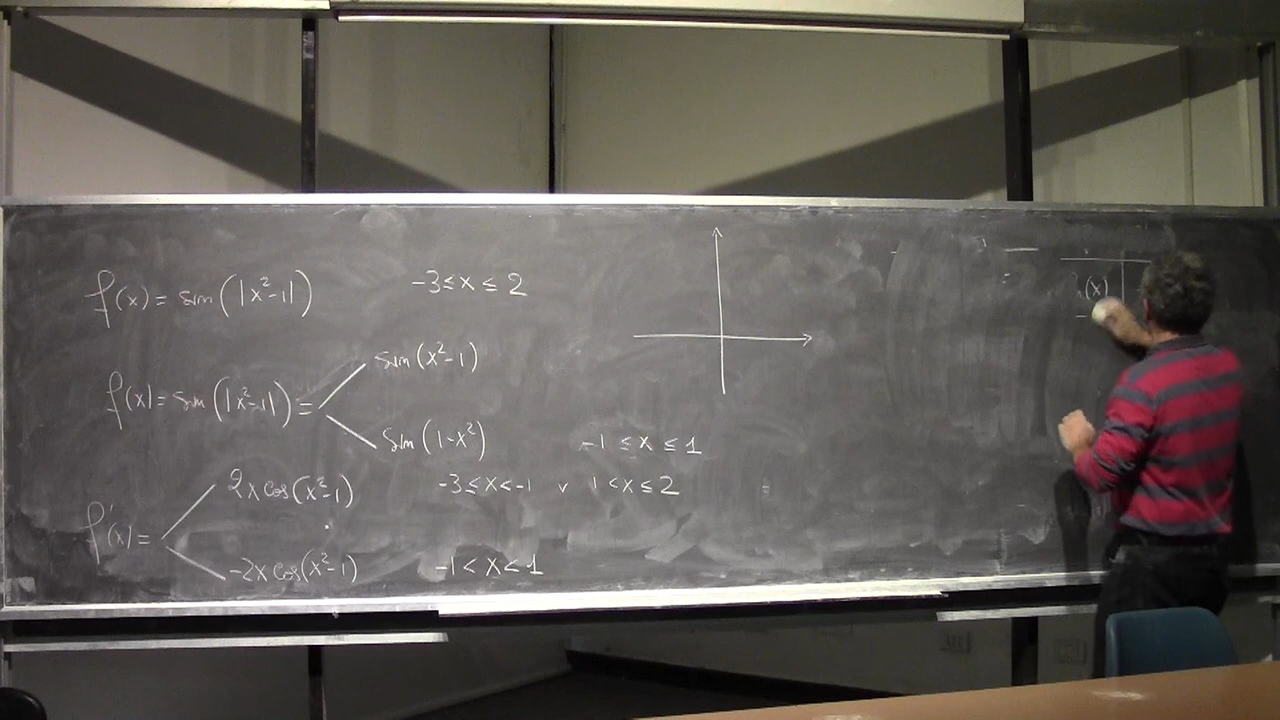 f(x) = sin(|x²-1|) -3 ≤ x ≤ 2
f(x) = sin(|x²-1|) =
sin(x²-1)
sin(1-x²) -1 ≤ x ≤ 1
f'(x) =
2x cos(x²-1) -3 ≤ x < -1 ∨ 1 < x ≤ 2
-2x cos(x²-1) -1 < x < 1
(x)